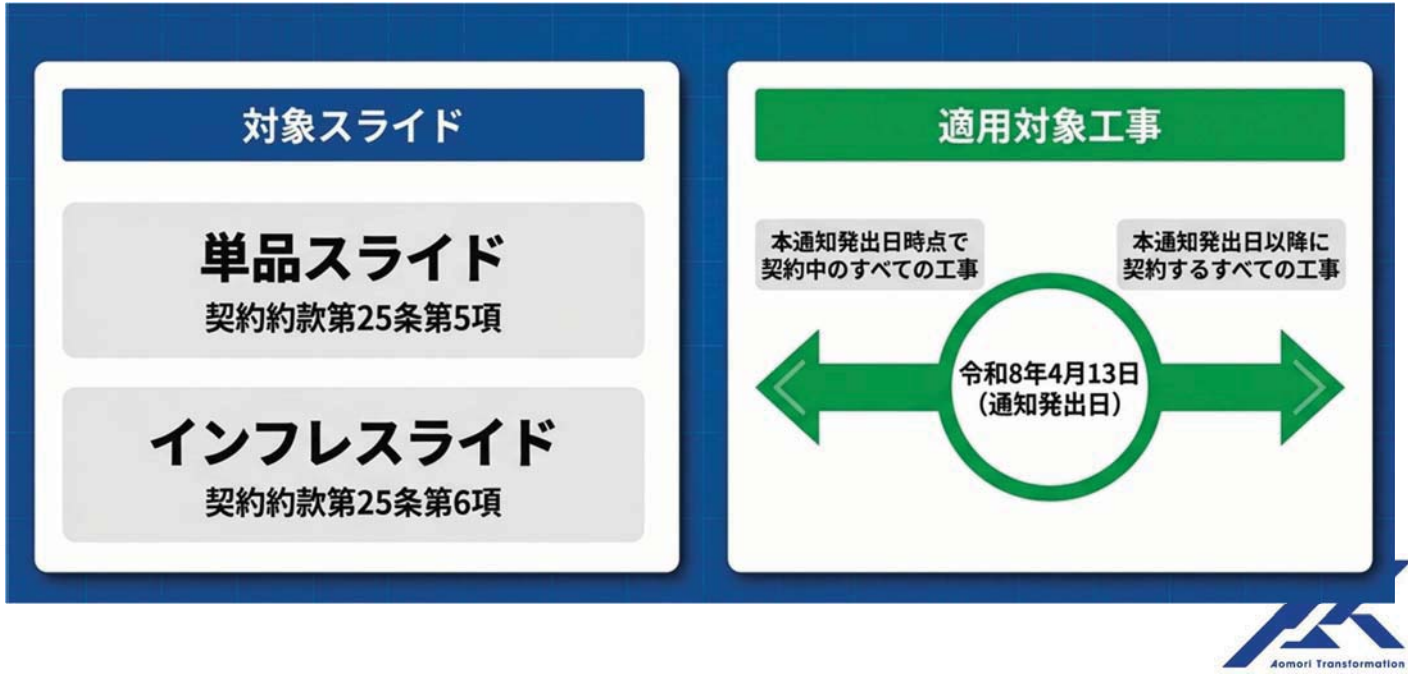 対象スライド
単品スライド
契約約款第25条第5項
インフレスライド
契約約款第25条第6項
適用対象工事
本通知発出日時点で
契約中のすべての工事
本通知発出日以降に
契約するすべての工事
令和8年4月13日
（通知発出日）
Aomori Transformation